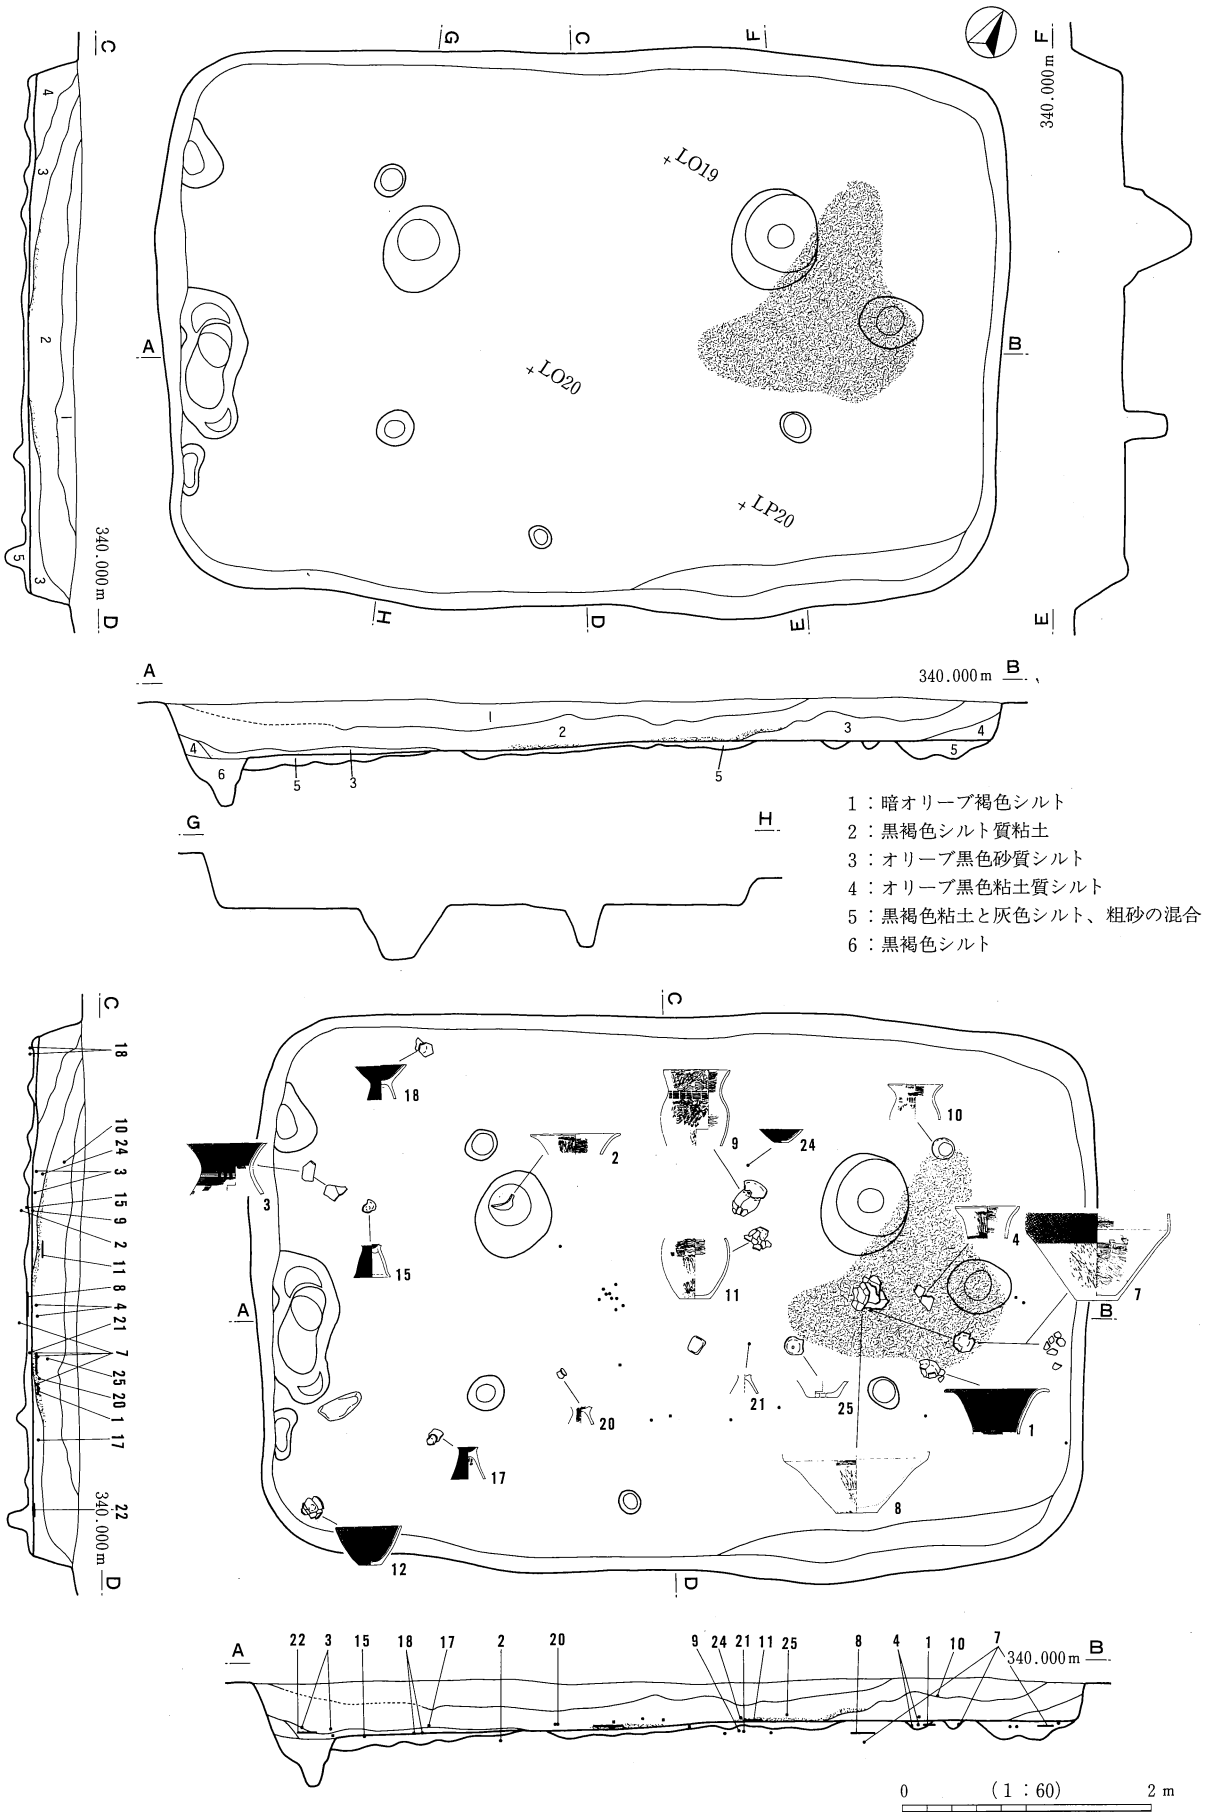 G C F F
340.000m
C
4
3
2
1
5
3
340.000m
D
LO19
A B
LO20
LP20
H D E E
A 340.000m B
1
2
3
4
4
5
6
5
3
5
G H
1：暗オリーブ褐色シルト
2：黒褐色シルト質粘土
3：オリーブ黒色砂質シルト
4：オリーブ黒色粘土質シルト
5：黒褐色粘土と灰色シルト、粗砂の混合
6：黒褐色シルト
C C
18
10
24
3
15
9
2
11
8
4
21
7
25
20
1
17
22
340.000m
D
18
2
9
24
10
3
15
11
4
7
A B
20
21
25
1
17
8
12
D
A 22 3 15 18 17 2 20 9 24 21 11 25 8 4 1 10 7 B
340.000m
0 (1：60) 2 m